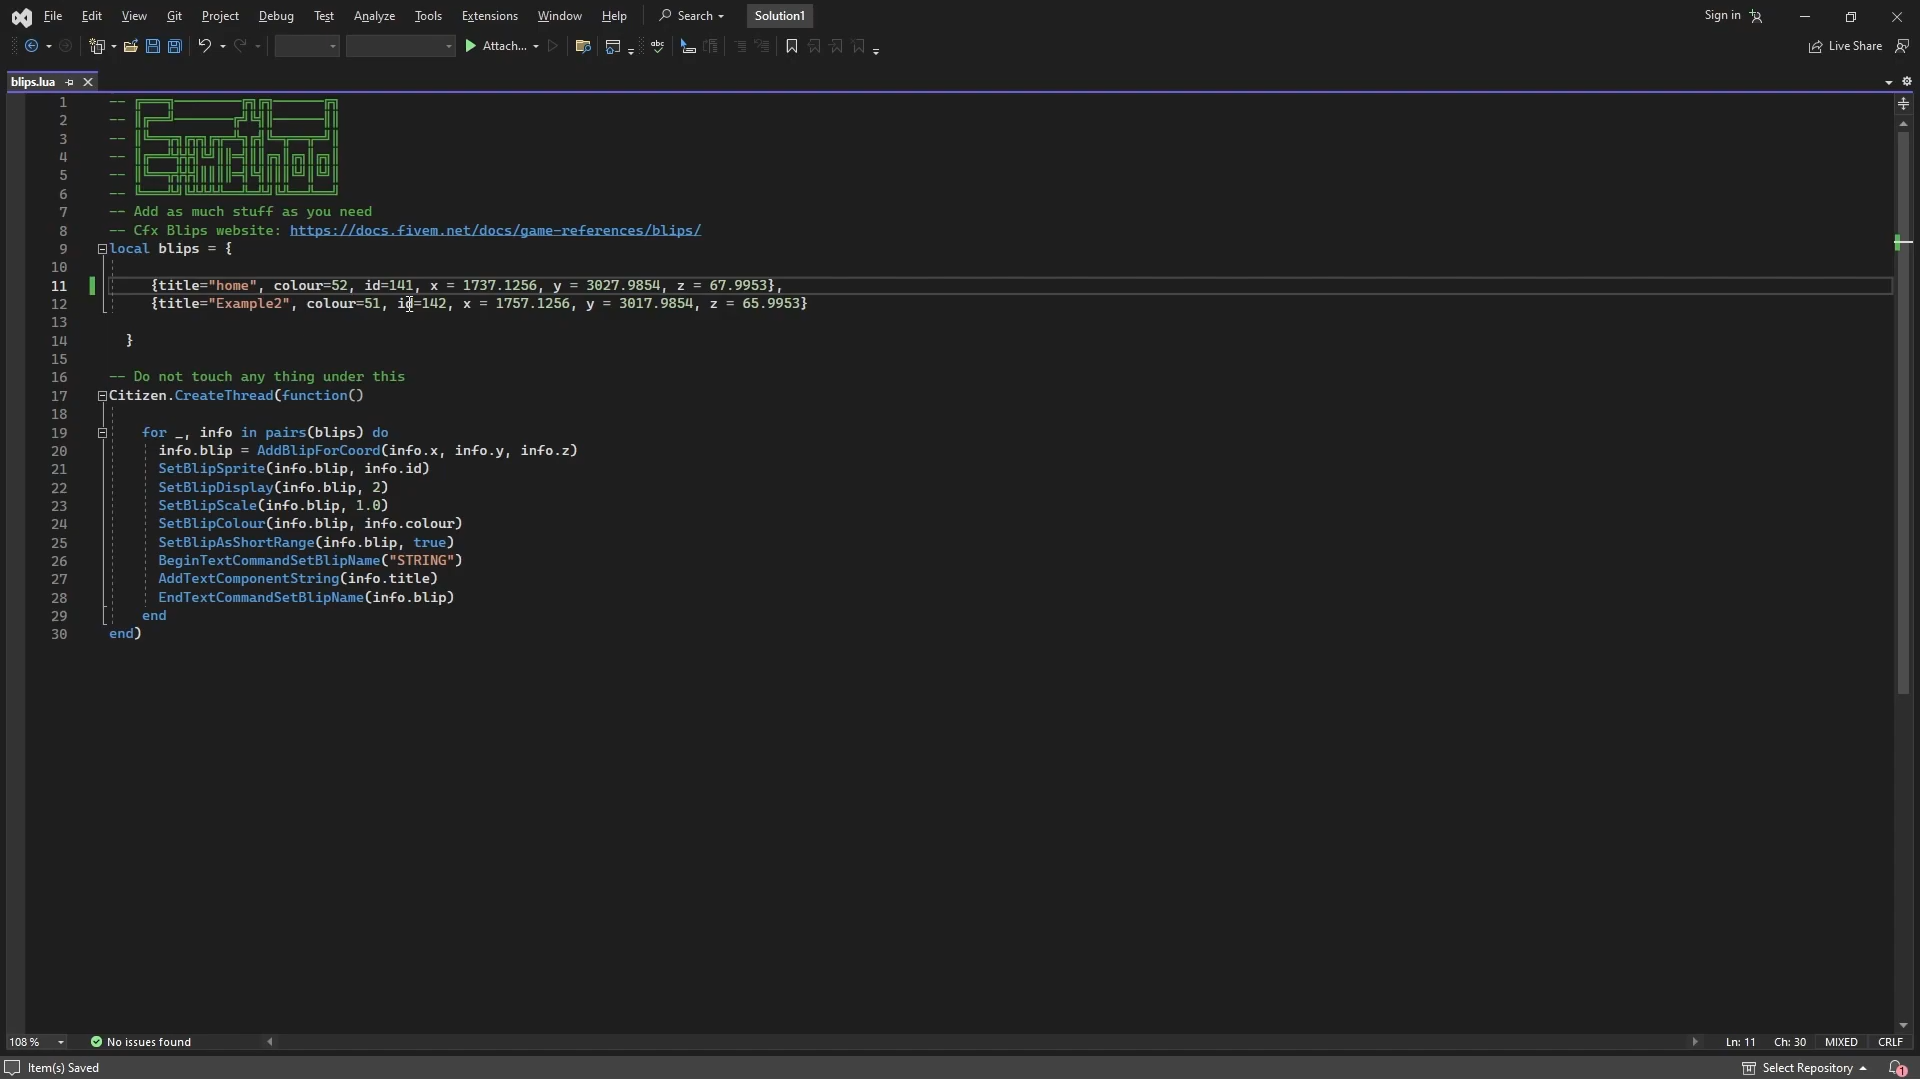 File Edit View Git Project Debug Test Analyze Tools Extensions Window Help Search Solution1 Sign in
Attach... Live Share
blips.lua
1 --
2 --
3 --
4 --
5 --
6 --
7 -- Add as much stuff as you need
8 -- Cfx Blips website: https://docs.fivem.net/docs/game-references/blips/
9 local blips = {
10
11 {title="home", colour=52, id=141, x = 1737.1256, y = 3027.9854, z = 67.9953},
12 {title="Example2", colour=51, id=142, x = 1757.1256, y = 3017.9854, z = 65.9953}
13
14 }
15
16 -- Do not touch any thing under this
17 Citizen.CreateThread(function()
18
19 for _, info in pairs(blips) do
20 info.blip = AddBlipForCoord(info.x, info.y, info.z)
21 SetBlipSprite(info.blip, info.id)
22 SetBlipDisplay(info.blip, 2)
23 SetBlipScale(info.blip, 1.0)
24 SetBlipColour(info.blip, info.colour)
25 SetBlipAsShortRange(info.blip, true)
26 BeginTextCommandSetBlipName("STRING")
27 AddTextComponentString(info.title)
28 EndTextCommandSetBlipName(info.blip)
29 end
30 end)
108 % No issues found Ln: 11 Ch: 30 MIXED CRLF
Item(s) Saved Select Repository 1